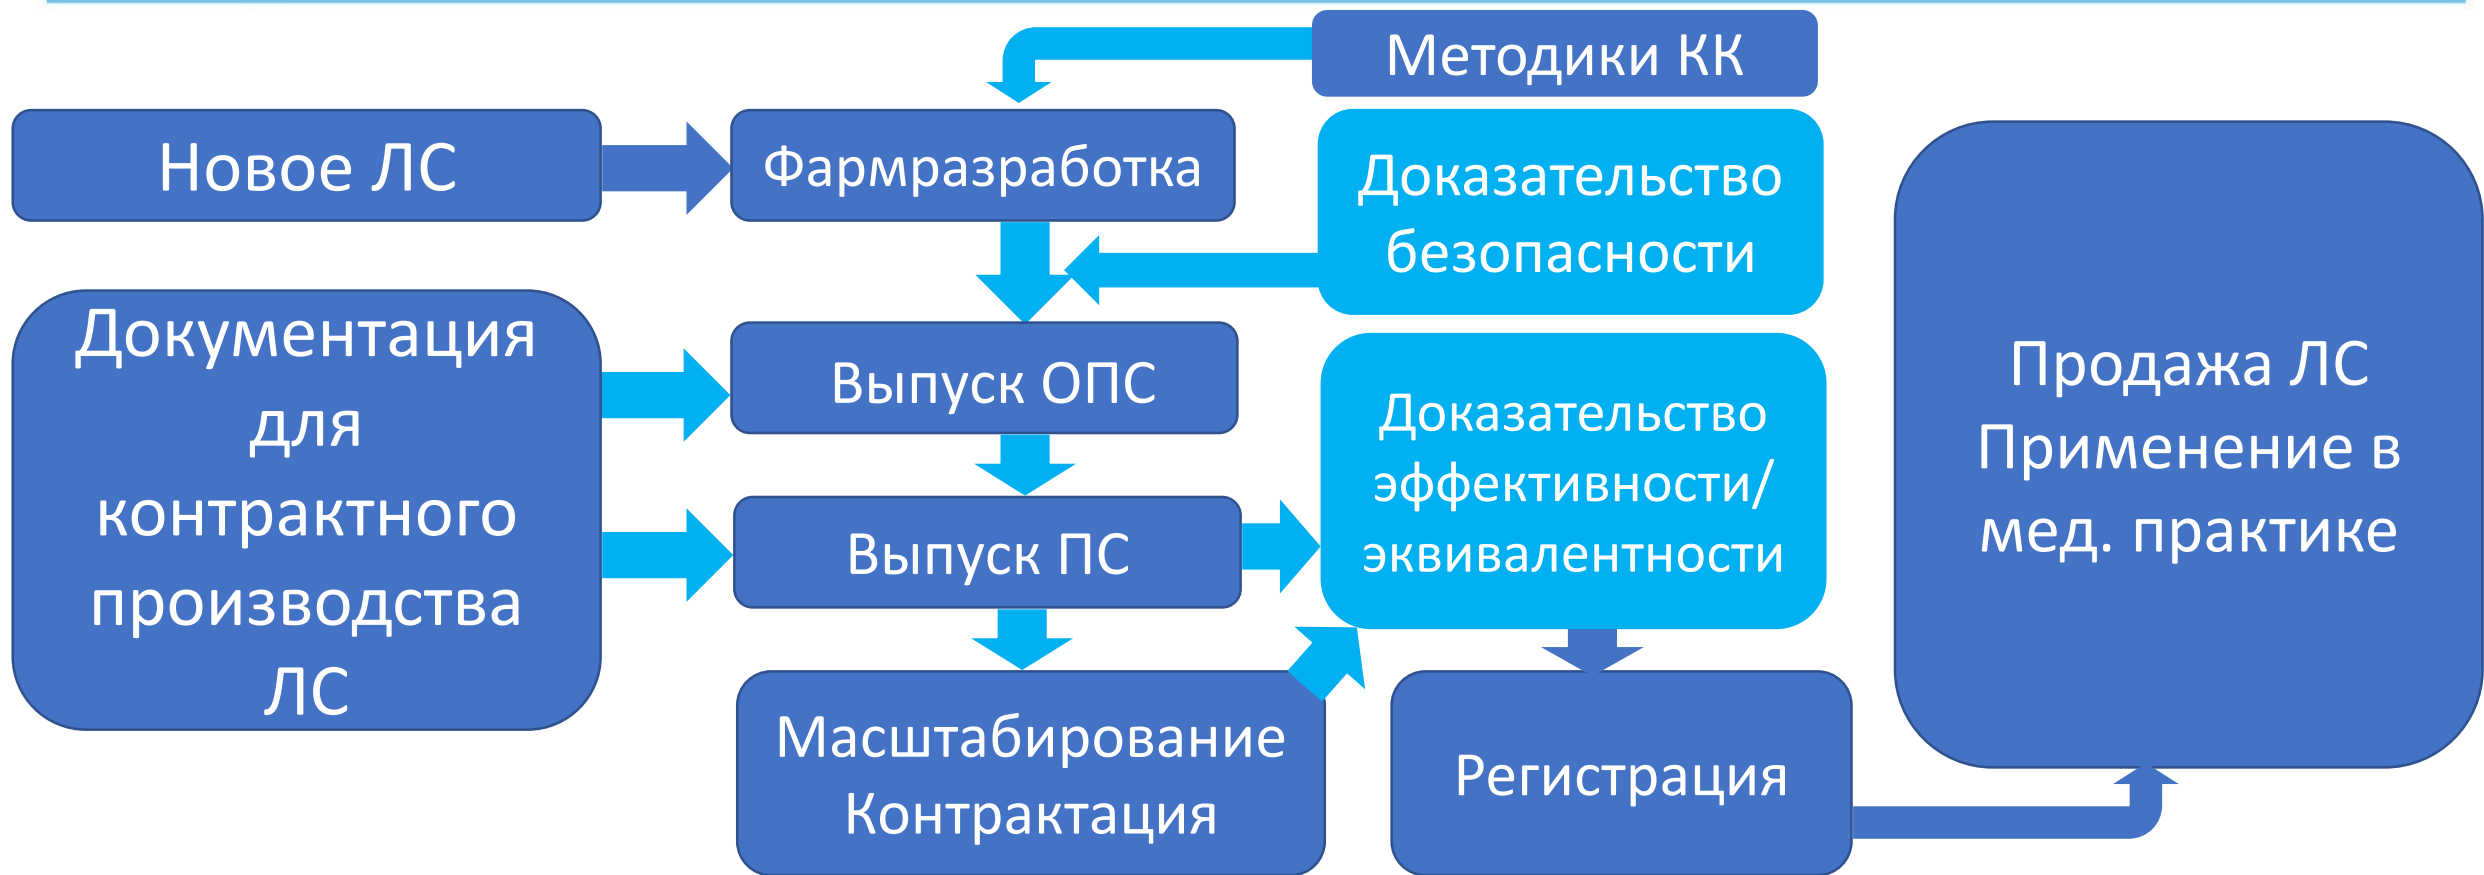 Методики КК
Новое ЛС
Фармразработка
Доказательство
безопасности
Документация
для
контрактного
производства
ЛС
Выпуск ОПС
Выпуск ПС
Доказательство
эффективности/
эквивалентности
Масштабирование
Контрактация
Регистрация
Продажа ЛС
Применение в
мед. практике